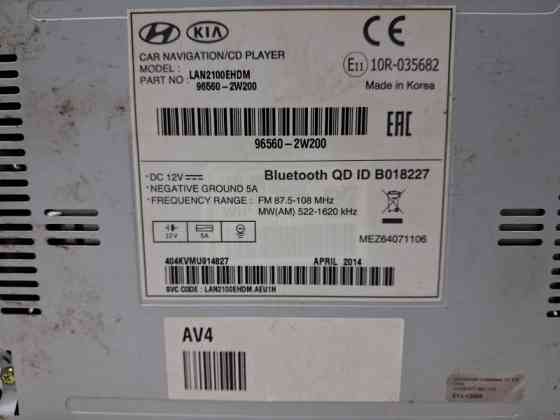 KIA
CAR NAVIGATION/CD PLAYER
MODEL : LAN2100EHDM
PART NO : 96560-2W200
E11 10R-035682
Made in Korea
96560-2W200
EAC
DC 12V
Bluetooth QD ID B018227
NEGATIVE GROUND 5A
FREQUENCY RANGE : FM 87.5-108 MHz
MW(AM) 522-1620 kHz
12V 5A
MEZ64071106
404KVMU914827 APRIL 2014
SVC CODE : LAN2100EHDM.AEU1H
AV4